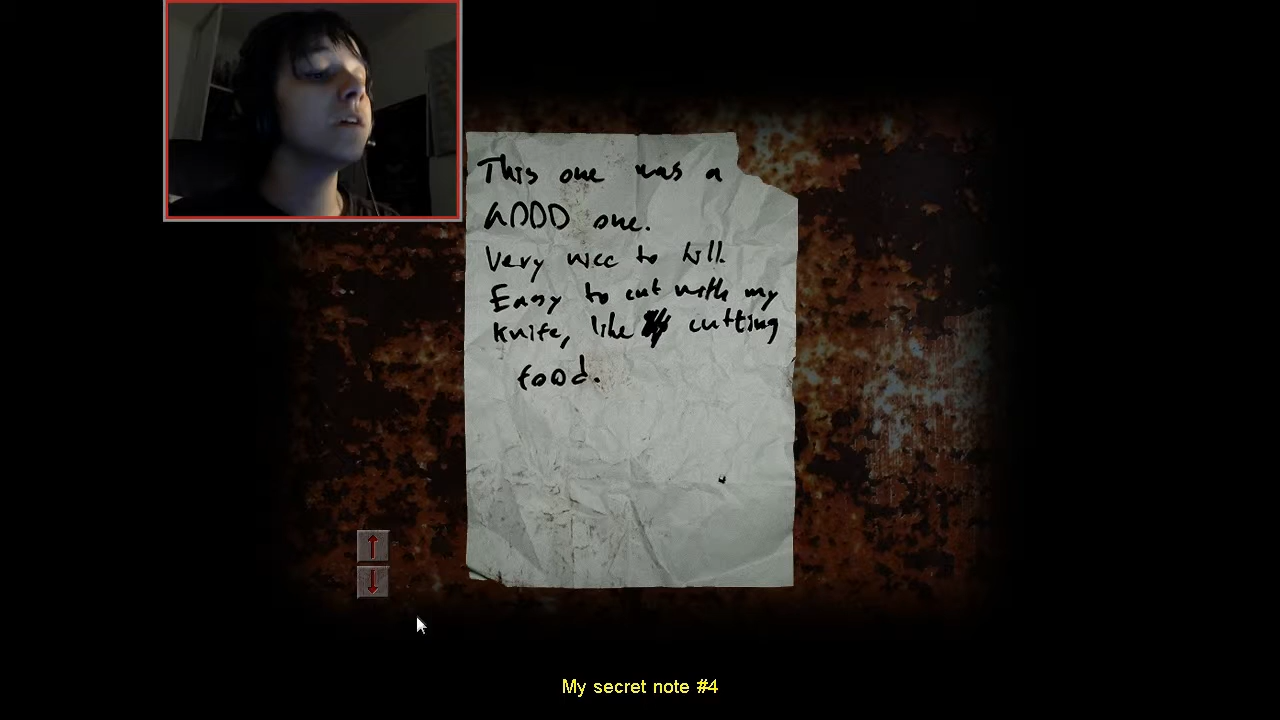 This one was a
GOOD one.
Very nice to kill.
Easy to cut with my
knife, like cutting
food.
My secret note #4